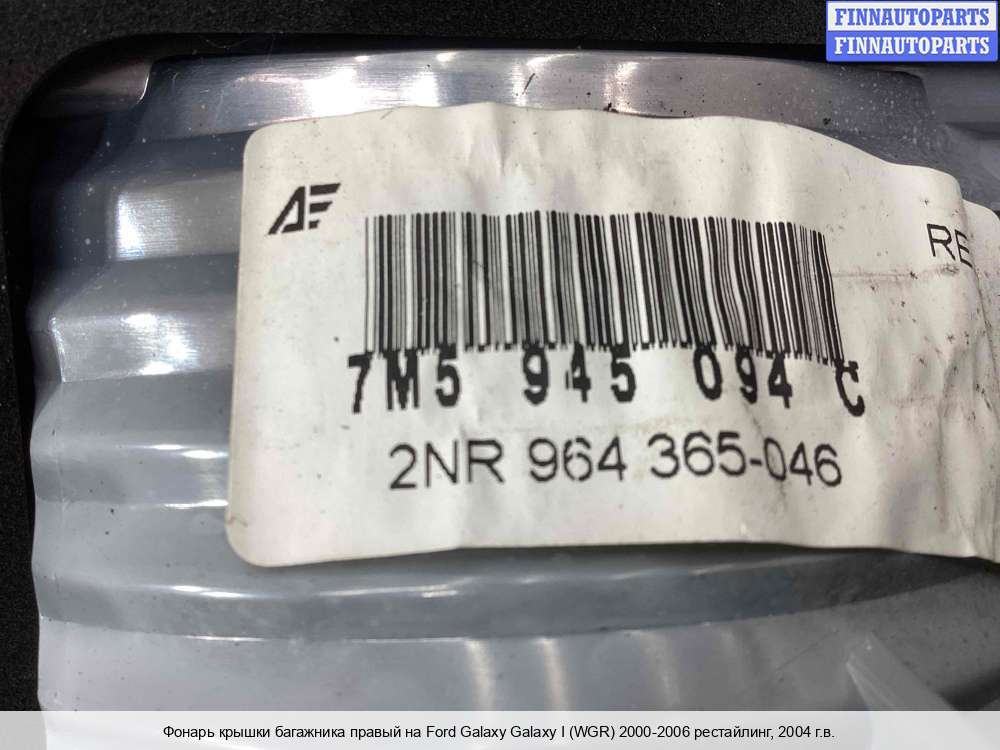 FINNAUTOPARTS
FINNAUTOPARTS
AF
RE
7M5 945 094 C
2NR 964 365-046
Фонарь крышки багажника правый на Ford Galaxy Galaxy I (WGR) 2000-2006 рестайлинг, 2004 г.в.